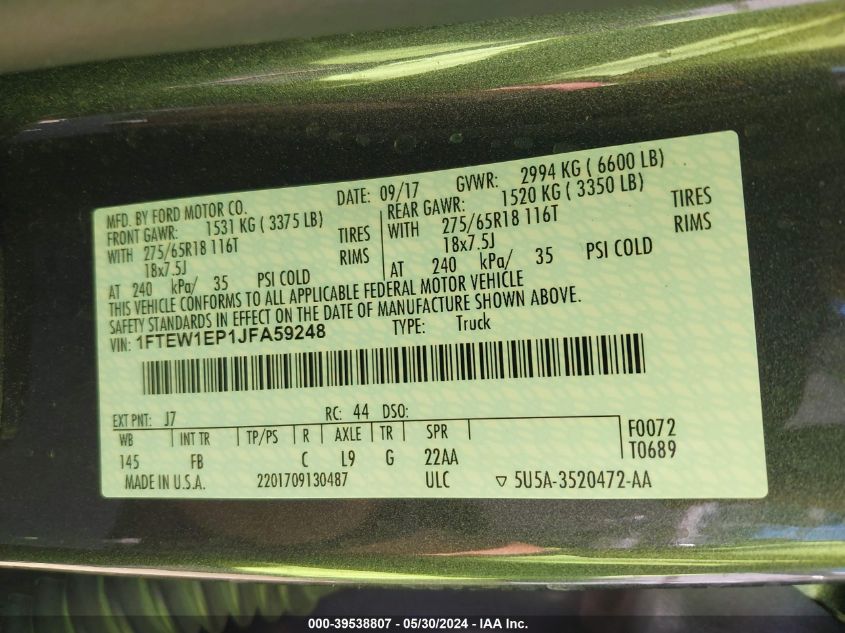 MFD. BY FORD MOTOR CO. DATE: 09/17 GVWR: 2994 KG ( 6600 LB)
FRONT GAWR: 1531 KG ( 3375 LB) REAR GAWR: 1520 KG ( 3350 LB)
WITH 275/65R18 116T TIRES WITH 275/65R18 116T TIRES
18x7.5J RIMS 18x7.5J RIMS
AT 240 kPa/ 35 PSI COLD AT 240 kPa/ 35 PSI COLD
THIS VEHICLE CONFORMS TO ALL APPLICABLE FEDERAL MOTOR VEHICLE
SAFETY STANDARDS IN EFFECT ON THE DATE OF MANUFACTURE SHOWN ABOVE.
VIN: 1FTEW1EP1JFA59248 TYPE: Truck
EXT PNT: J7 RC: 44 DSO:
WB INT TR TP/PS R AXLE TR SPR F0072
145 FB C L9 G 22AA T0689
MADE IN U.S.A. 2201709130487 ULC ▽ 5U5A-3520472-AA
000-39538807 - 05/30/2024 - IAA Inc.